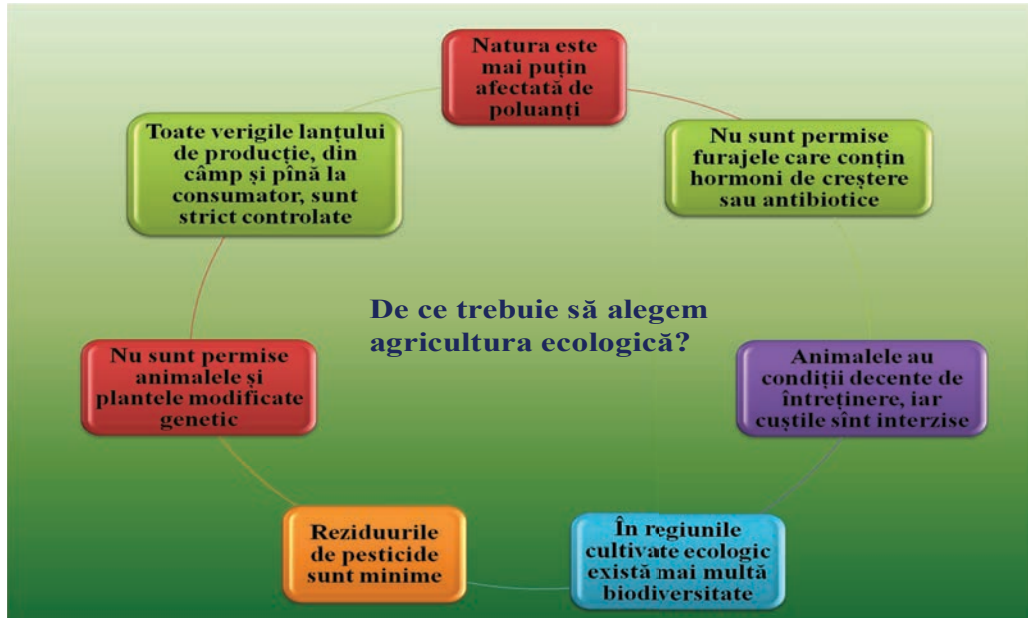 Natura este
mai puțin
afectată de
poluanți
Toate verigile lanțului
de producție, din
câmp și pînă la
consumator, sunt
strict controlate
Nu sunt permise
furajele care conțin
hormoni de creștere
sau antibiotice
De ce trebuie să alegem
agricultura ecologică?
Nu sunt permise
animalele și
plantele modificate
genetic
Animalele au
condiții decente de
întreținere, iar
cuștile sînt interzise
Reziduurile
de pesticide
sunt minime
În regiunile
cultivate ecologic
există mai multă
biodiversitate